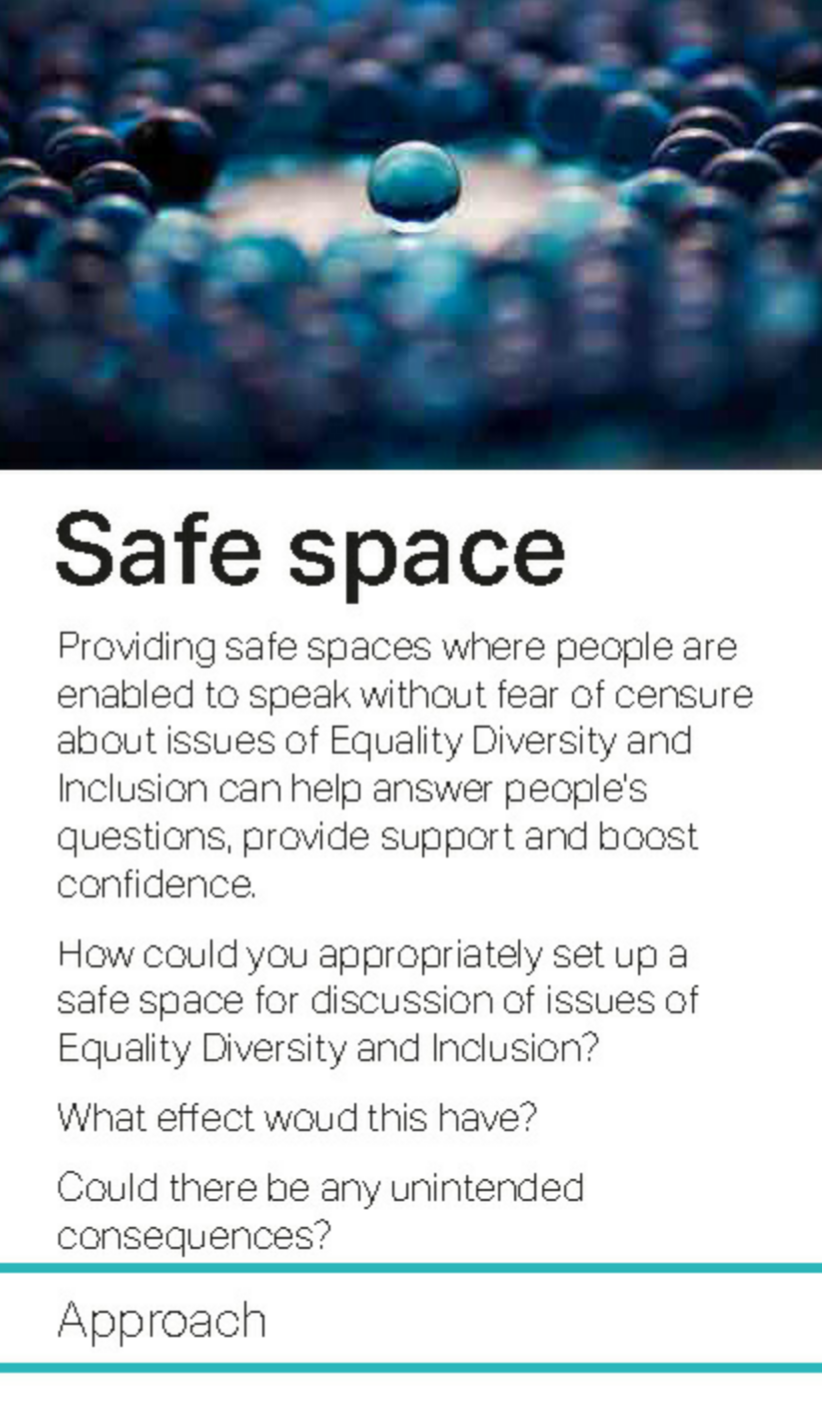 Safe space
Providing safe spaces where people are
enabled to speak without fear of censure
about issues of Equality Diversity and
Inclusion can help answer people's
questions, provide support and boost
confidence.
How could you appropriately set up a
safe space for discussion of issues of
Equality Diversity and Inclusion?
What effect woud this have?
Could there be any unintended
consequences?
Approach